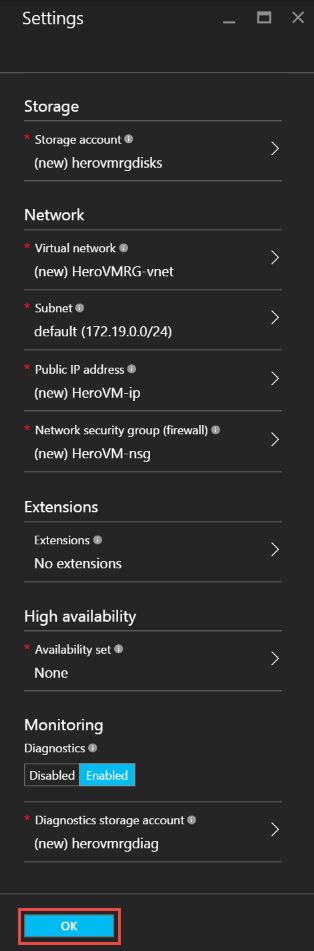 Settings
Storage
* Storage account
(new) herovmrgdisks
Network
* Virtual network
(new) HeroVMRG-vnet
* Subnet
default (172.19.0.0/24)
* Public IP address
(new) HeroVM-ip
* Network security group (firewall)
(new) HeroVM-nsg
Extensions
Extensions
No extensions
High availability
* Availability set
None
Monitoring
Diagnostics
Disabled Enabled
* Diagnostics storage account
(new) herovmrgdiag
OK